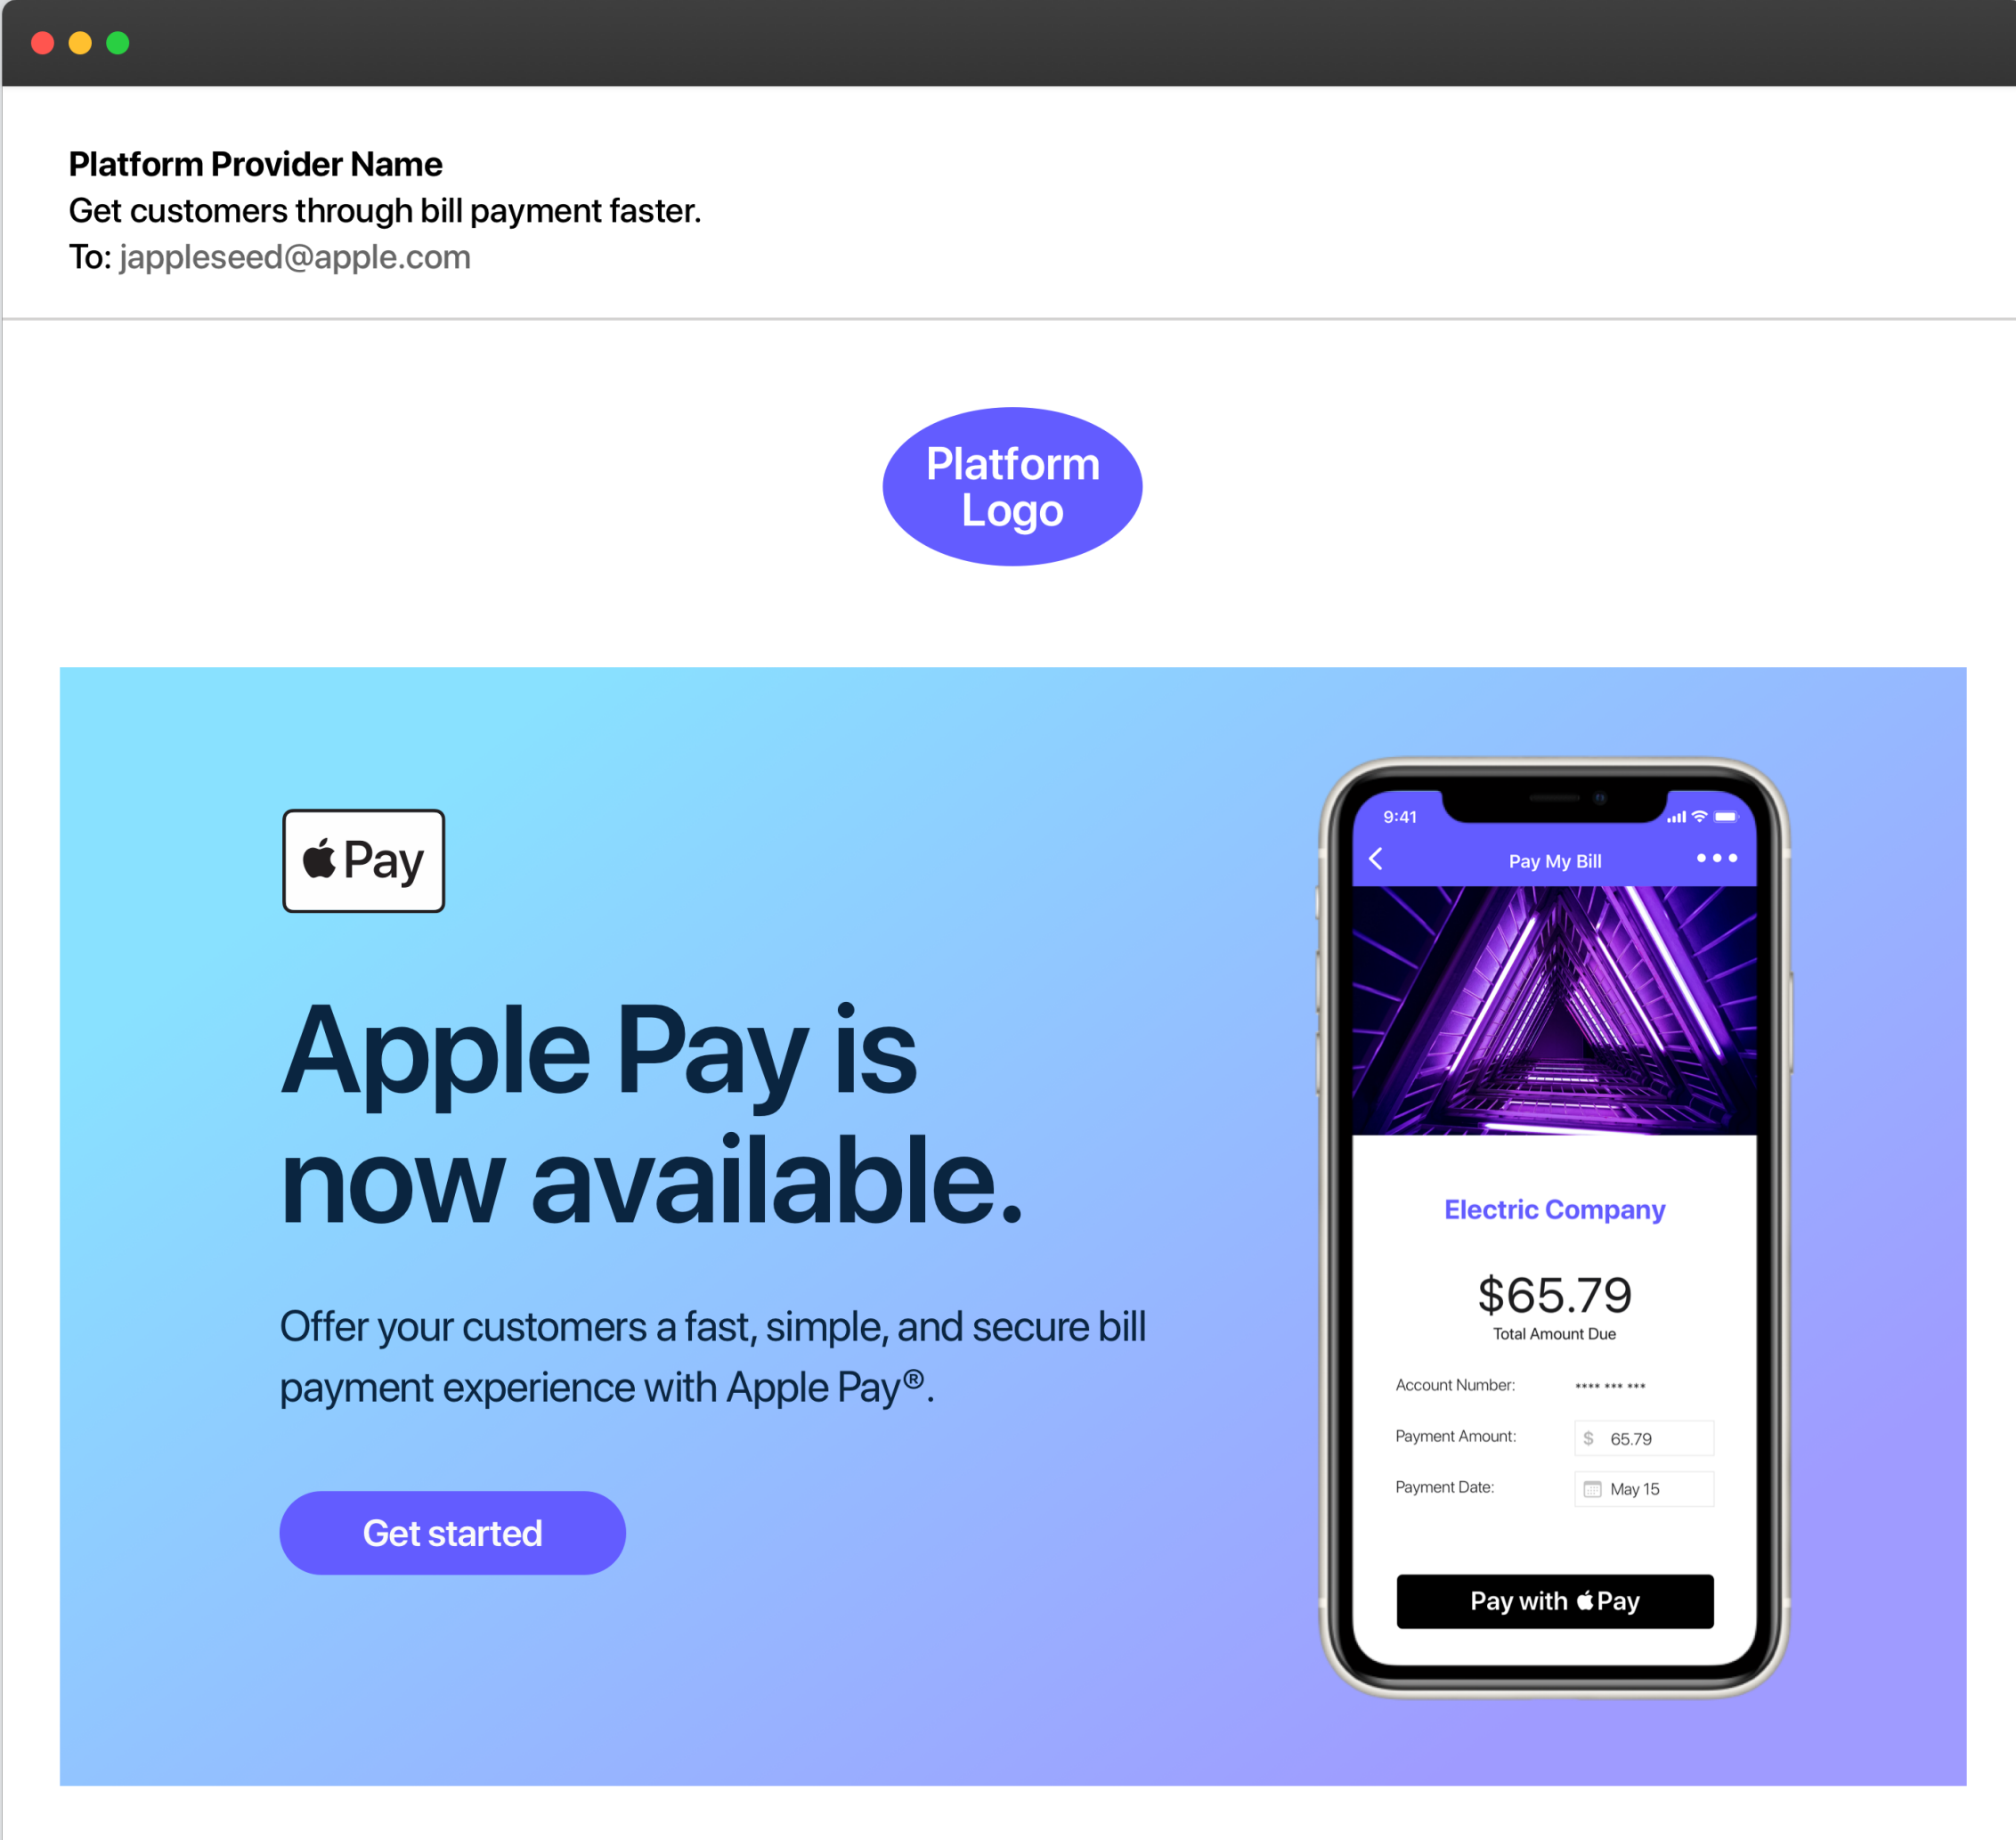 Platform Provider Name
Get customers through bill payment faster.
To: jappleseed@apple.com
Platform
Logo
Pay
Apple Pay is
now available.
Offer your customers a fast, simple, and secure bill
payment experience with Apple Pay®.
Get started
9:41
Pay My Bill
Electric Company
$65.79
Total Amount Due
Account Number: **** *** ***
Payment Amount: $ 65.79
Payment Date: May 15
Pay with Pay